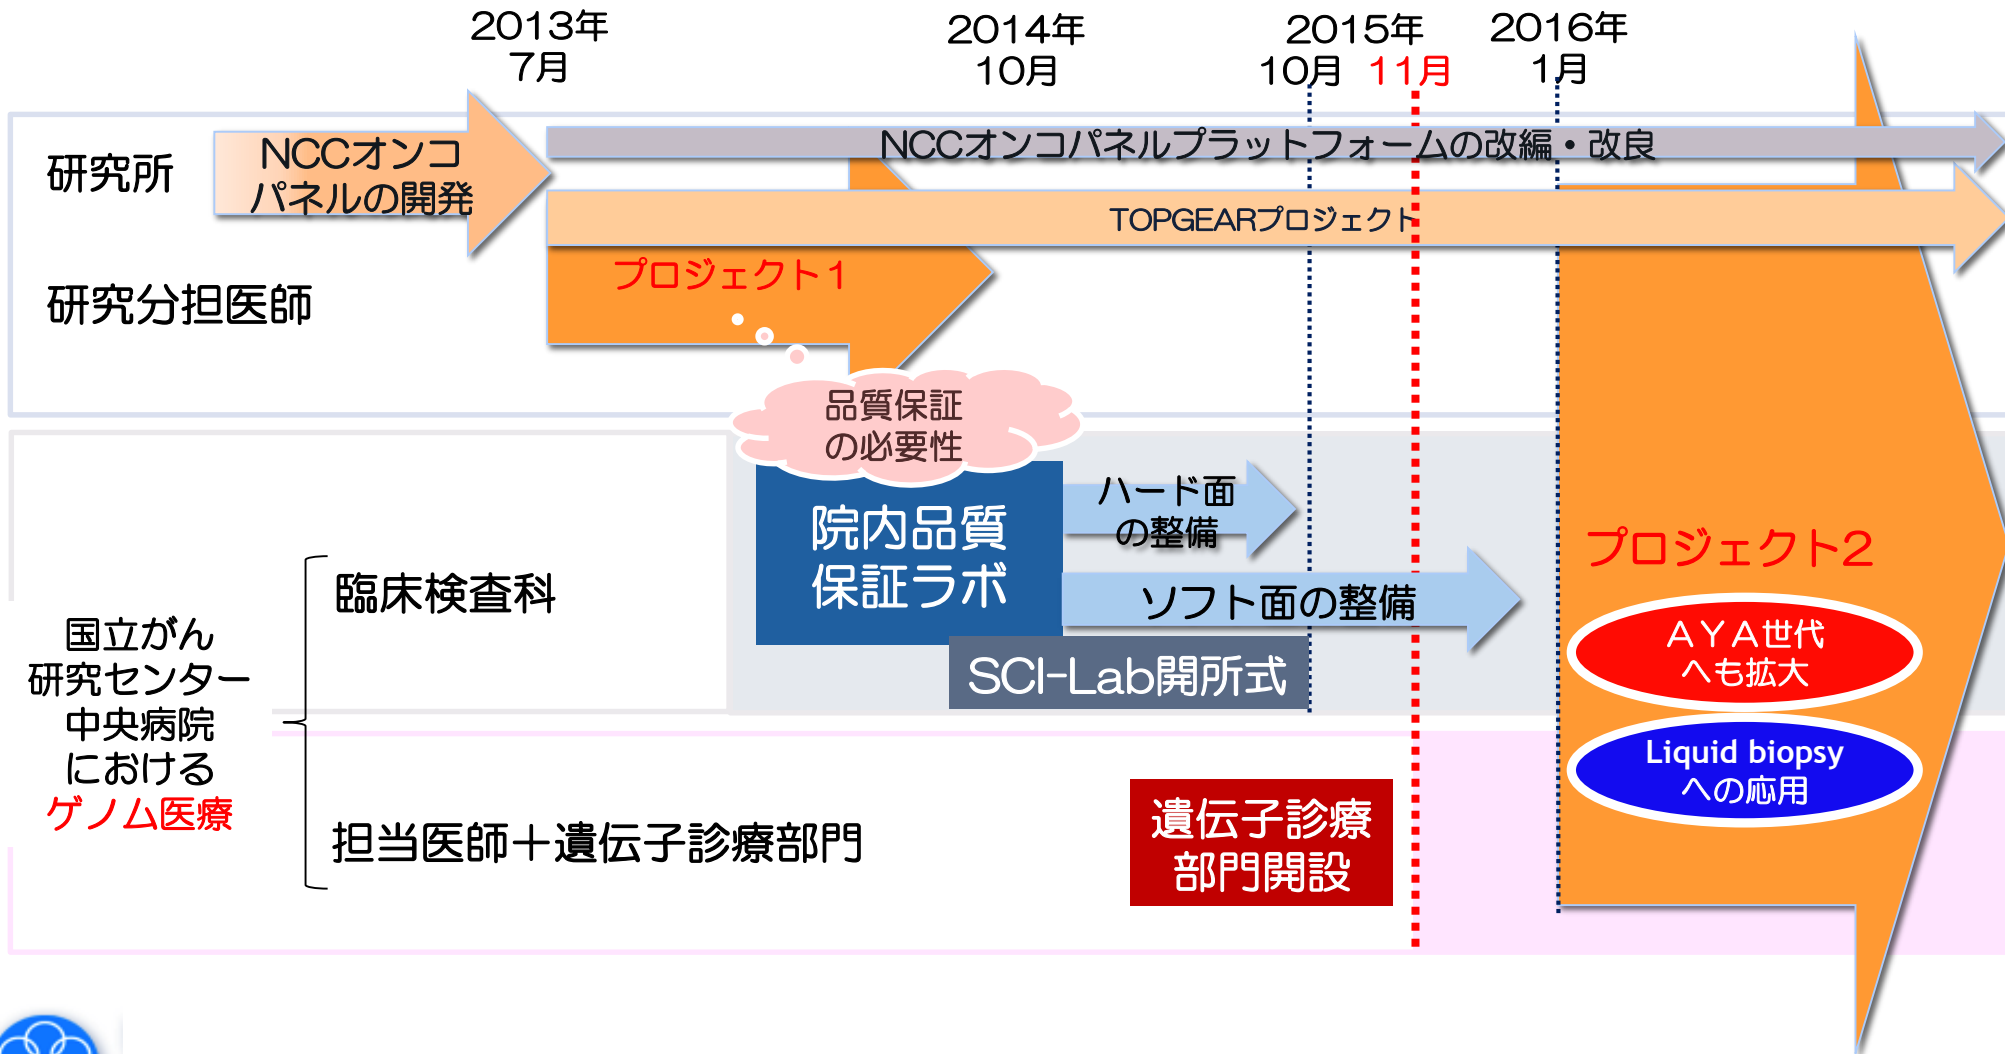 2013年
7月
2014年
10月
2015年
10月 11月
2016年
1月
研究所
NCCオンコ
パネルの開発
NCCオンコパネルプラットフォームの改編・改良
TOPGEARプロジェクト
研究分担医師
プロジェクト１
品質保証
の必要性
院内品質
保証ラボ
ハード面
の整備
ソフト面の整備
SCI-Lab開所式
臨床検査科
国立がん
研究センター
中央病院
における
ゲノム医療
担当医師＋遺伝子診療部門
遺伝子診療
部門開設
プロジェクト2
ＡＹＡ世代
へも拡大
Liquid biopsy
への応用